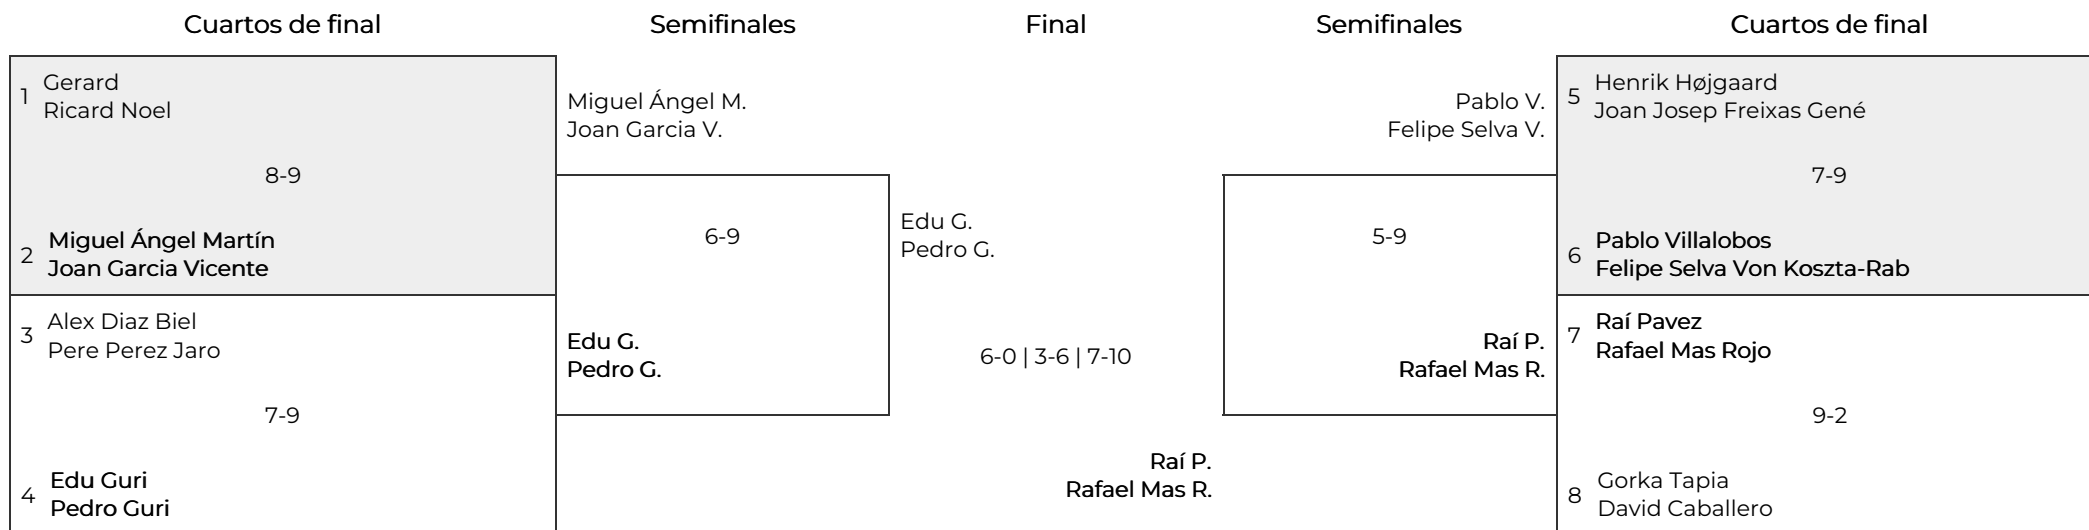 Cuartos de final
Semifinales
Final
Semifinales
Cuartos de final
1
Gerard
Ricard Noel
8-9
2
Miguel Ángel Martín
Joan Garcia Vicente
3
Alex Diaz Biel
Pere Perez Jaro
7-9
4
Edu Guri
Pedro Guri
Miguel Ángel M.
Joan Garcia V.
6-9
Edu G.
Pedro G.
Edu G.
Pedro G.
6-0 | 3-6 | 7-10
Raí P.
Rafael Mas R.
Pablo V.
Felipe Selva V.
5-9
Raí P.
Rafael Mas R.
5
Henrik Højgaard
Joan Josep Freixas Gené
7-9
6
Pablo Villalobos
Felipe Selva Von Koszta-Rab
7
Raí Pavez
Rafael Mas Rojo
9-2
8
Gorka Tapia
David Caballero